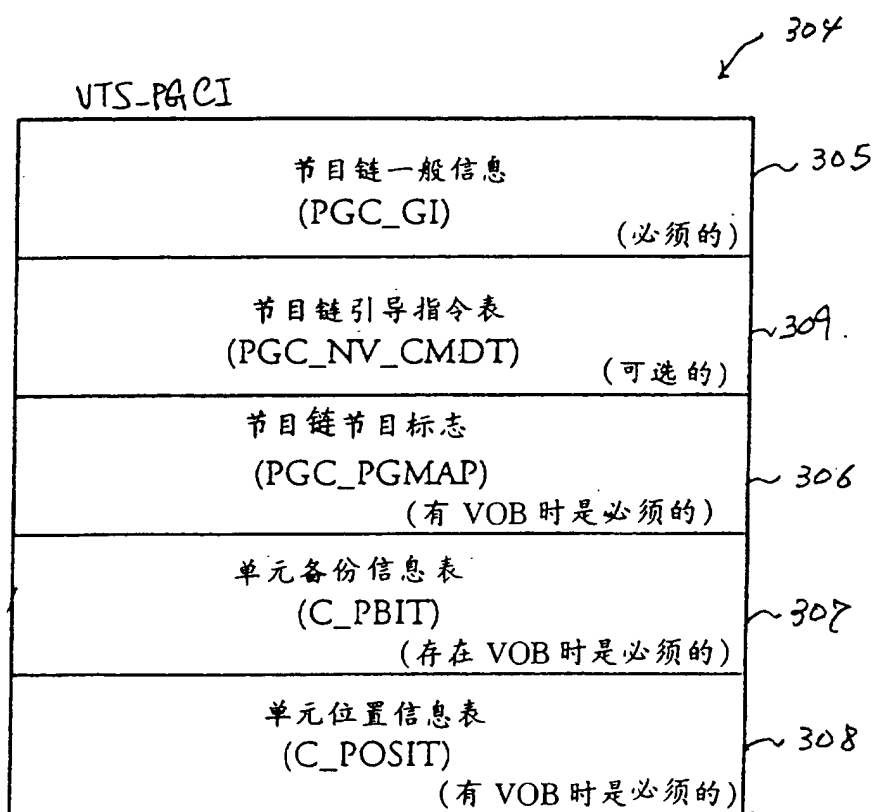 304
VTS_PGCI
节目链一般信息
(PGC_GI)
(必须的)
305
节目链引导指令表
(PGC_NV_CMDT)
(可选的)
309.
节目链节目标志
(PGC_PGMAP)
(有 VOB 时是必须的)
306
单元备份信息表
(C_PBIT)
(存在 VOB 时是必须的)
307
单元位置信息表
(C_POSIT)
(有 VOB 时是必须的)
308